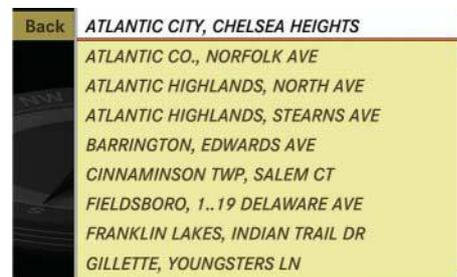 Back
ATLANTIC CITY, CHELSEA HEIGHTS
ATLANTIC CO., NORFOLK AVE
ATLANTIC HIGHLANDS, NORTH AVE
ATLANTIC HIGHLANDS, STEARNS AVE
BARRINGTON, EDWARDS AVE
CINNAMINSON TWP, SALEM CT
FIELDSBORO, 1..19 DELAWARE AVE
FRANKLIN LAKES, INDIAN TRAIL DR
GILLETTE, YOUNGSTERS LN
NW
S